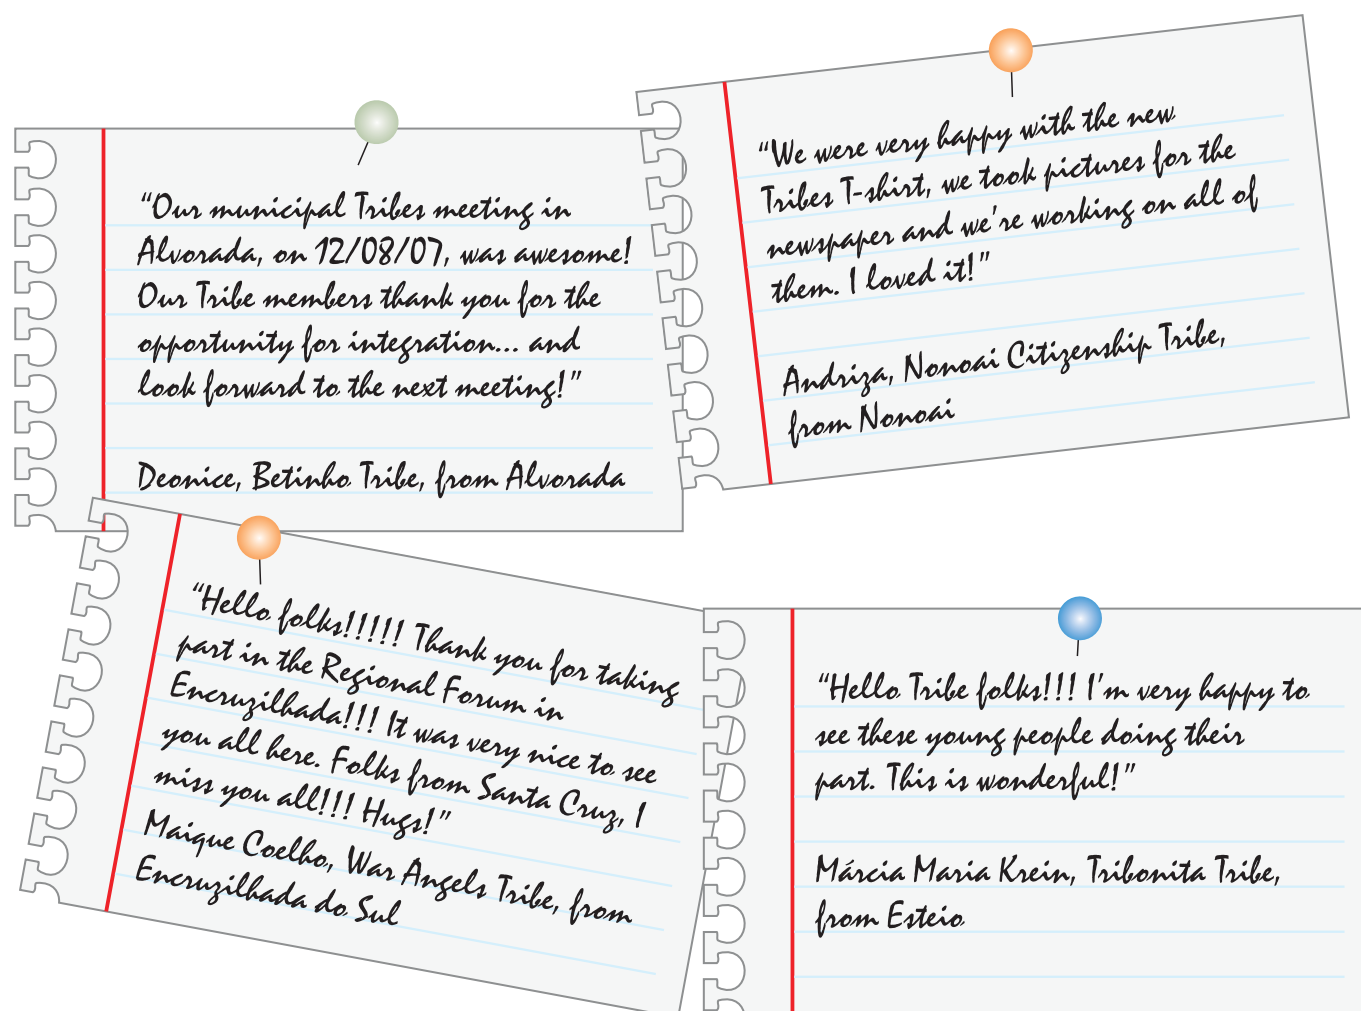 “Our municipal Tribes meeting in
Alvorada, on 12/08/07, was awesome!
Our Tribe members thank you for the
opportunity for integration... and
look forward to the next meeting!”
Deonice, Betinho Tribe, from Alvorada
“We were very happy with the new
Tribes T-shirt, we took pictures for the
newspaper and we’re working on all of
them. I loved it!”
Andriza, Nonoai Citizenship Tribe,
from Nonoai
“Hello folks!!!!! Thank you for taking
part in the Regional Forum in
Encruzilhada!!! It was very nice to see
you all here. Folks from Santa Cruz, I
miss you all!!! Hugs!”
Maique Coelho, War Angels Tribe, from
Encruzilhada do Sul
“Hello Tribe folks!!! I’m very happy to
see these young people doing their
part. This is wonderful!”
Márcia Maria Krein, Tribonita Tribe,
from Esteio